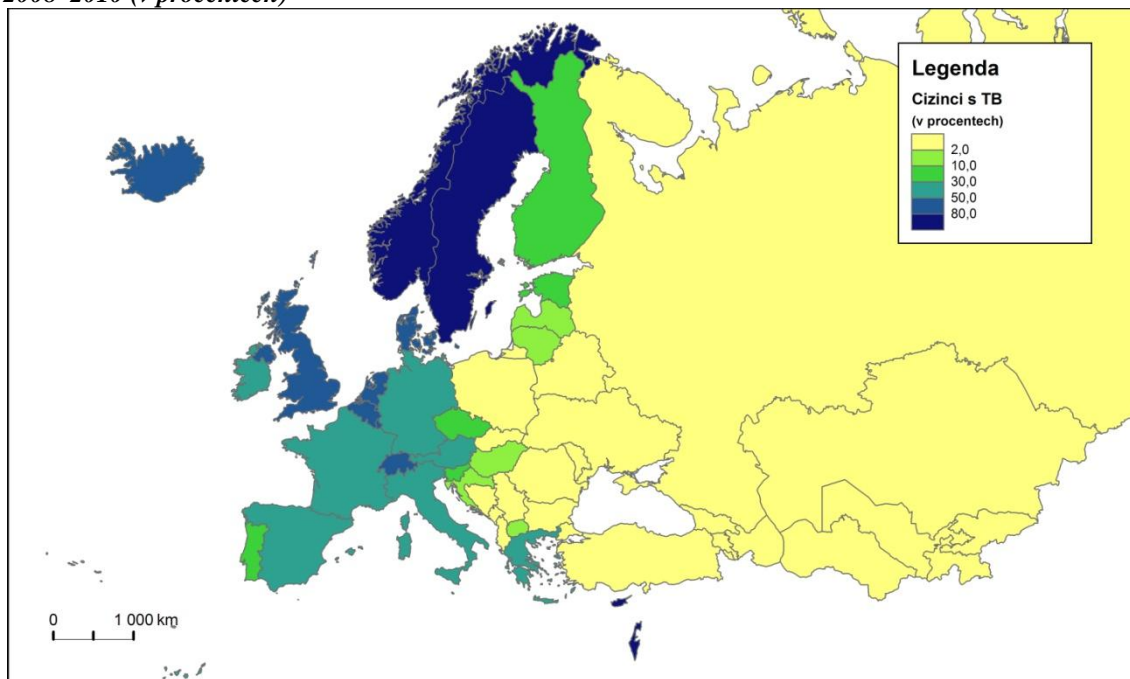 2008–2010 (v procentech)
Legenda
Cizinci s TB
(v procentech)
2,0
10,0
30,0
50,0
80,0
0 1 000 km